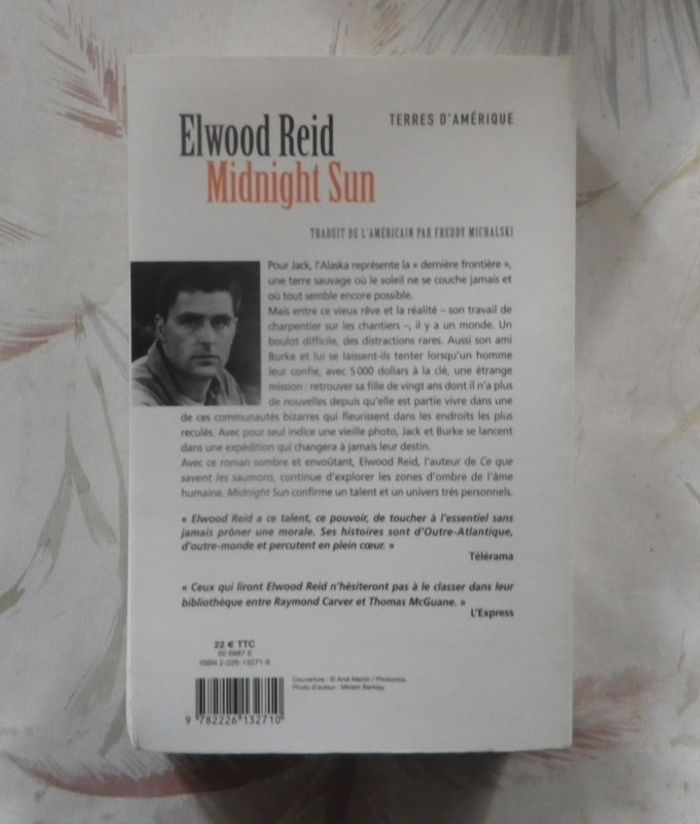 TERRES D'AMÉRIQUE
Elwood Reid
Midnight Sun
TRADUIT DE L'AMÉRICAIN PAR FREDDY MICHALSKI
Pour Jack, l'Alaska représente la « dernière frontière »,
une terre sauvage où le soleil ne se couche jamais et
où tout semble encore possible.
Mais entre ce vieux rêve et la réalité – son travail de
charpentier sur les chantiers –, il y a un monde. Un
boulot difficile, des distractions rares. Aussi son ami
Burke et lui se laissent-ils tenter lorsqu'un homme
leur confie, avec 5 000 dollars à la clé, une étrange
mission : retrouver sa fille de vingt ans dont il n'a plus
de nouvelles depuis qu'elle est partie vivre dans une
de ces communautés bizarres qui fleurissent dans les endroits les plus
reculés. Avec pour seul indice une vieille photo, Jack et Burke se lancent
dans une expédition qui changera à jamais leur destin.
Avec ce roman sombre et envoûtant, Elwood Reid, l'auteur de Ce que
savent les saumons, continue d'explorer les zones d'ombre de l'âme
humaine. Midnight Sun confirme un talent et un univers très personnels.
« Elwood Reid a ce talent, ce pouvoir, de toucher à l'essentiel sans
jamais prôner une morale. Ses histoires sont d'Outre-Atlantique,
d'outre-monde et percutent en plein cœur. »
Télérama
« Ceux qui liront Elwood Reid n'hésiteront pas à le classer dans leur
bibliothèque entre Raymond Carver et Thomas McGuane. »
L'Express
22 € TTC
ISBN 2-226-13271-6
Couverture : © Andi Martin / Photonica
Photo d'auteur : Miriam Berkley
9 782226 132710